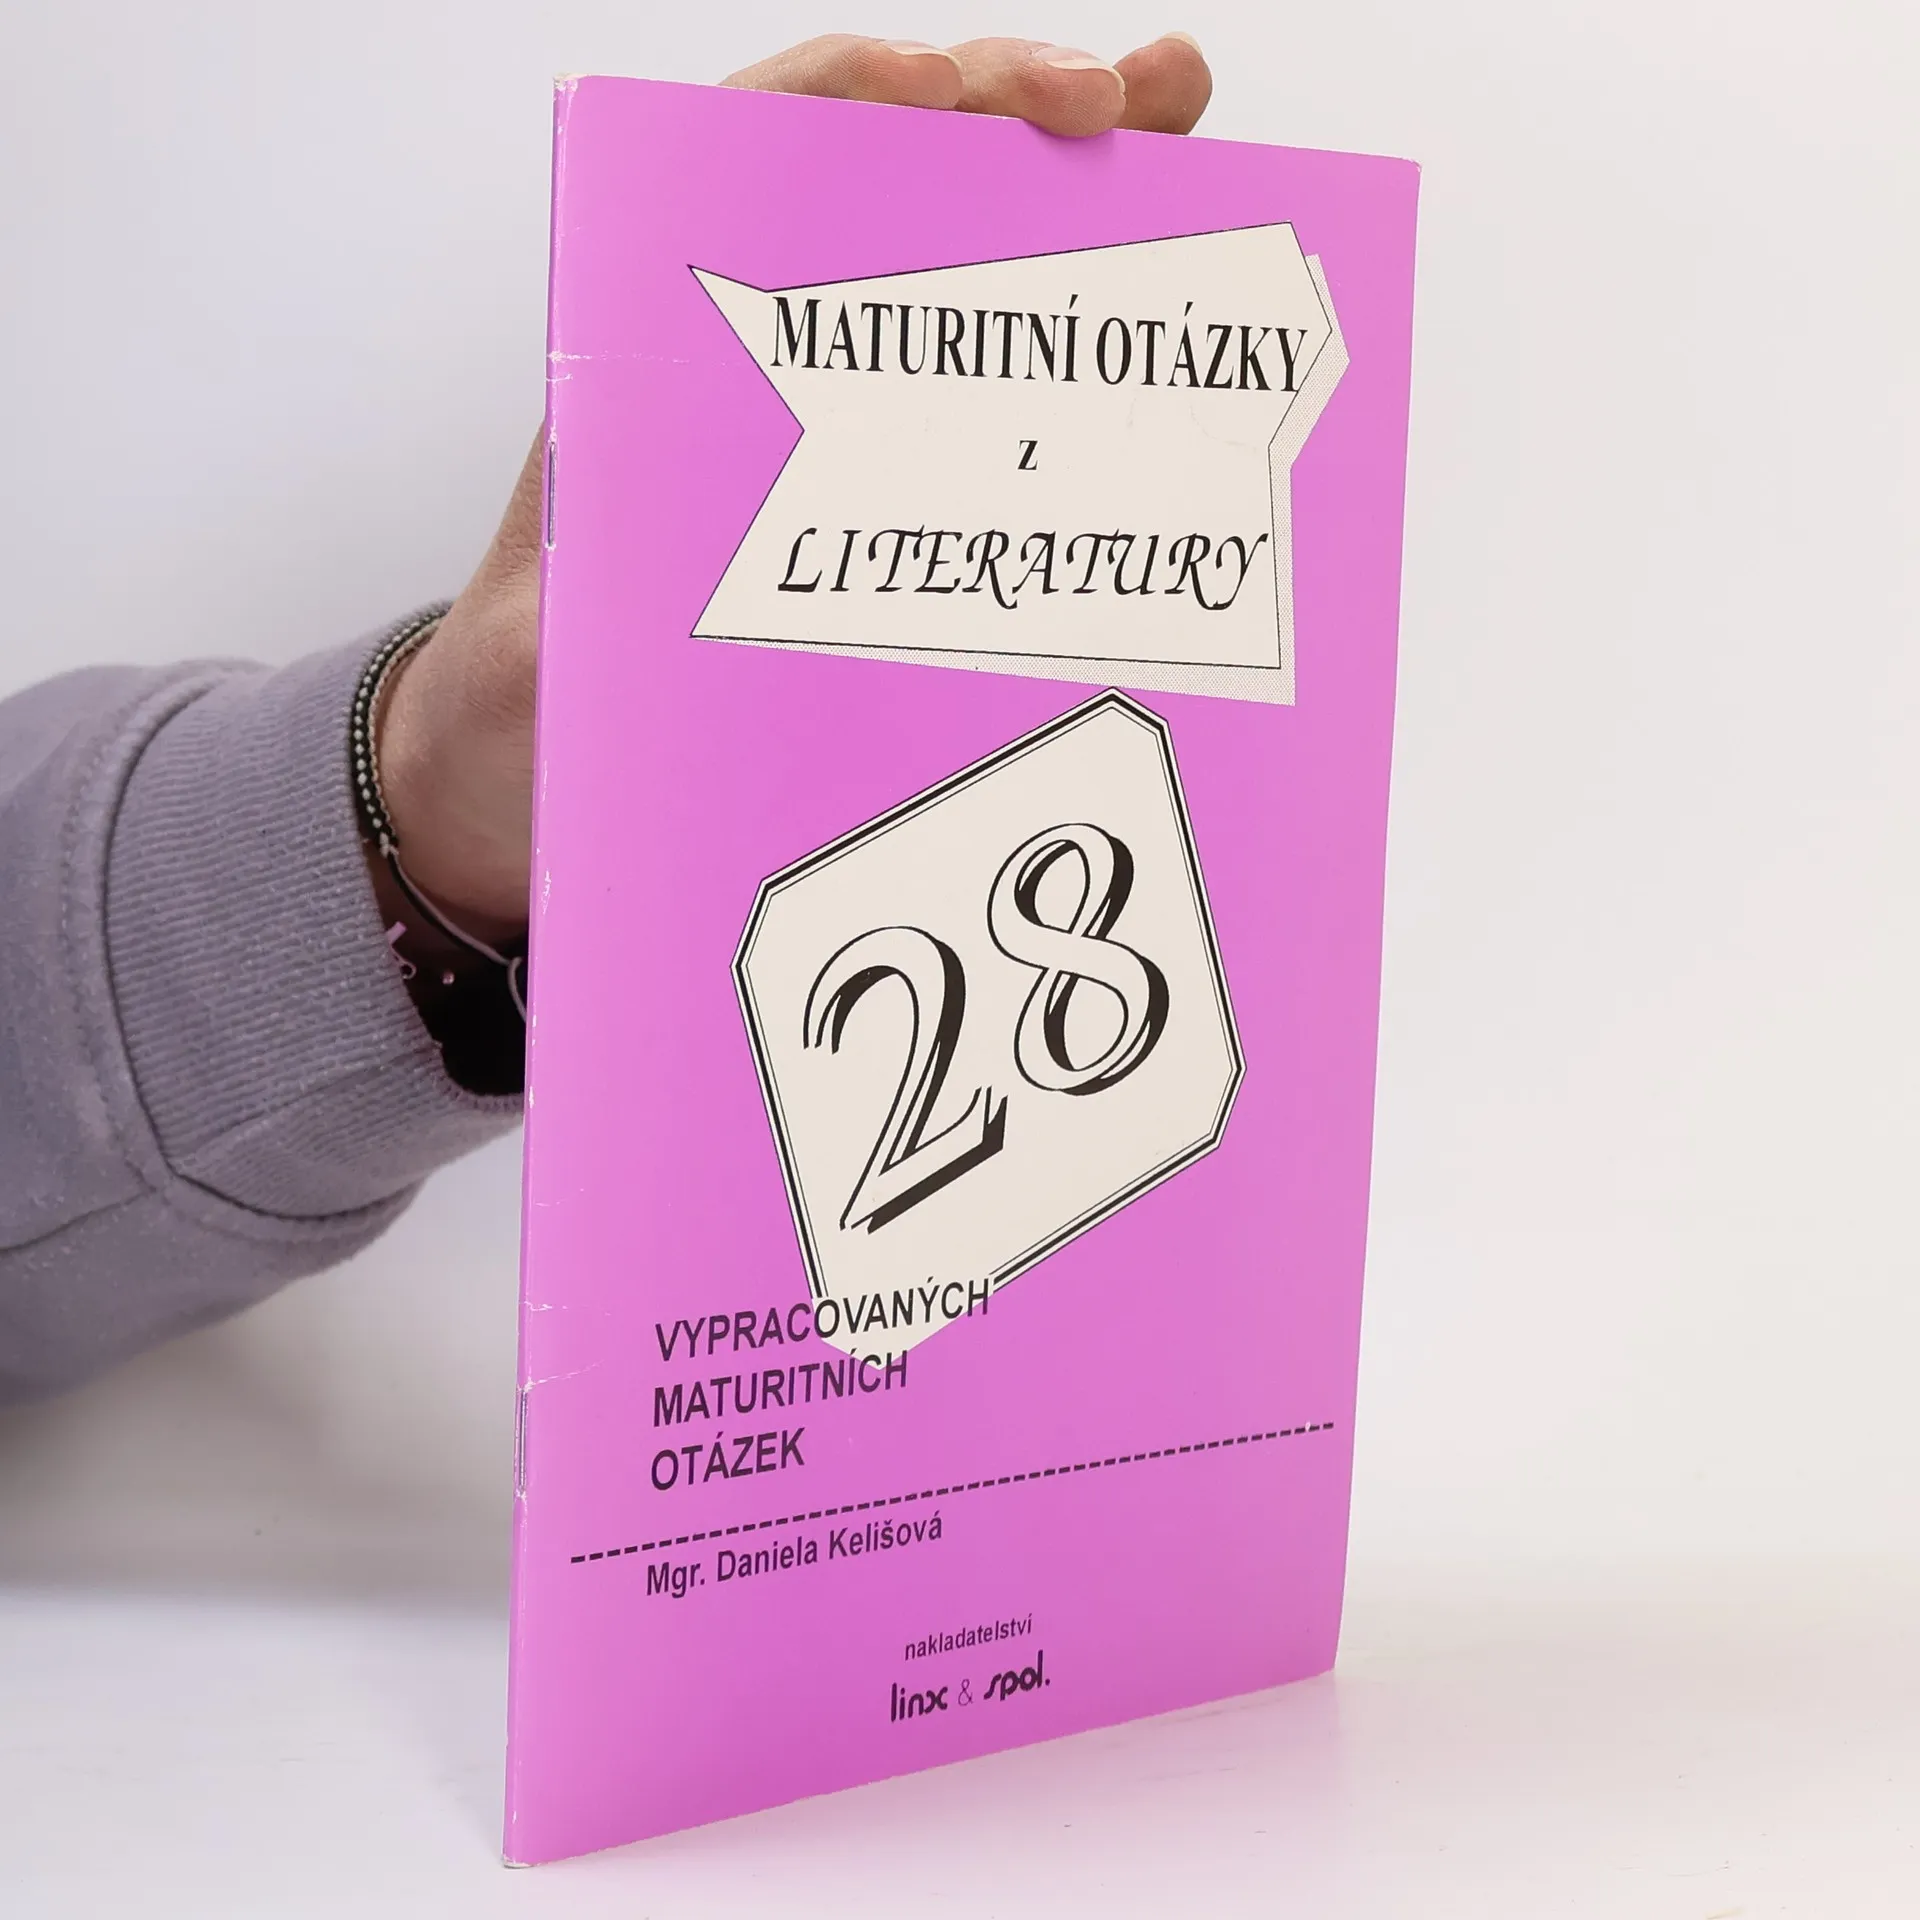 MATURITNÍ OTÁZKY
z
LITERATURY
28
VYPRACOVANÝCH
MATURITNÍCH
OTÁZEK
Mgr. Daniela Kelišová
nakladatelství
linx & spol.